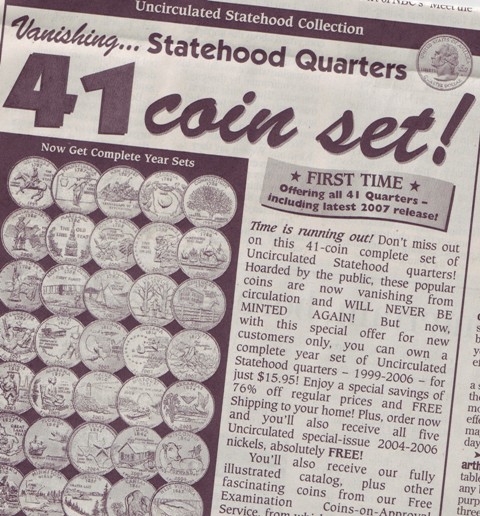 of NBC's "Meet the
Uncirculated Statehood Collection
Vanishing... Statehood Quarters
41 coin set!
Now Get Complete Year Sets
★ FIRST TIME ★
Offering all 41 Quarters –
including latest 2007 release!
Time is running out! Don't miss out
on this 41-coin complete set of
Uncirculated Statehood quarters!
Hoarded by the public, these popular
coins are now vanishing from
circulation and WILL NEVER BE
MINTED AGAIN! But now,
with this special offer for new
customers only, you can own a
complete year set of Uncirculated
Statehood quarters – 1999-2006 – for
just $15.95! Enjoy a special savings of
76% off regular prices and FREE
Shipping to your home! Plus, order now
and you'll also receive all five
Uncirculated special-issue 2004-2006
nickels, absolutely FREE!
You'll also receive our fully
illustrated catalog, plus other
fascinating coins from our Free
Examination Coins-on-Approval
Service, from which